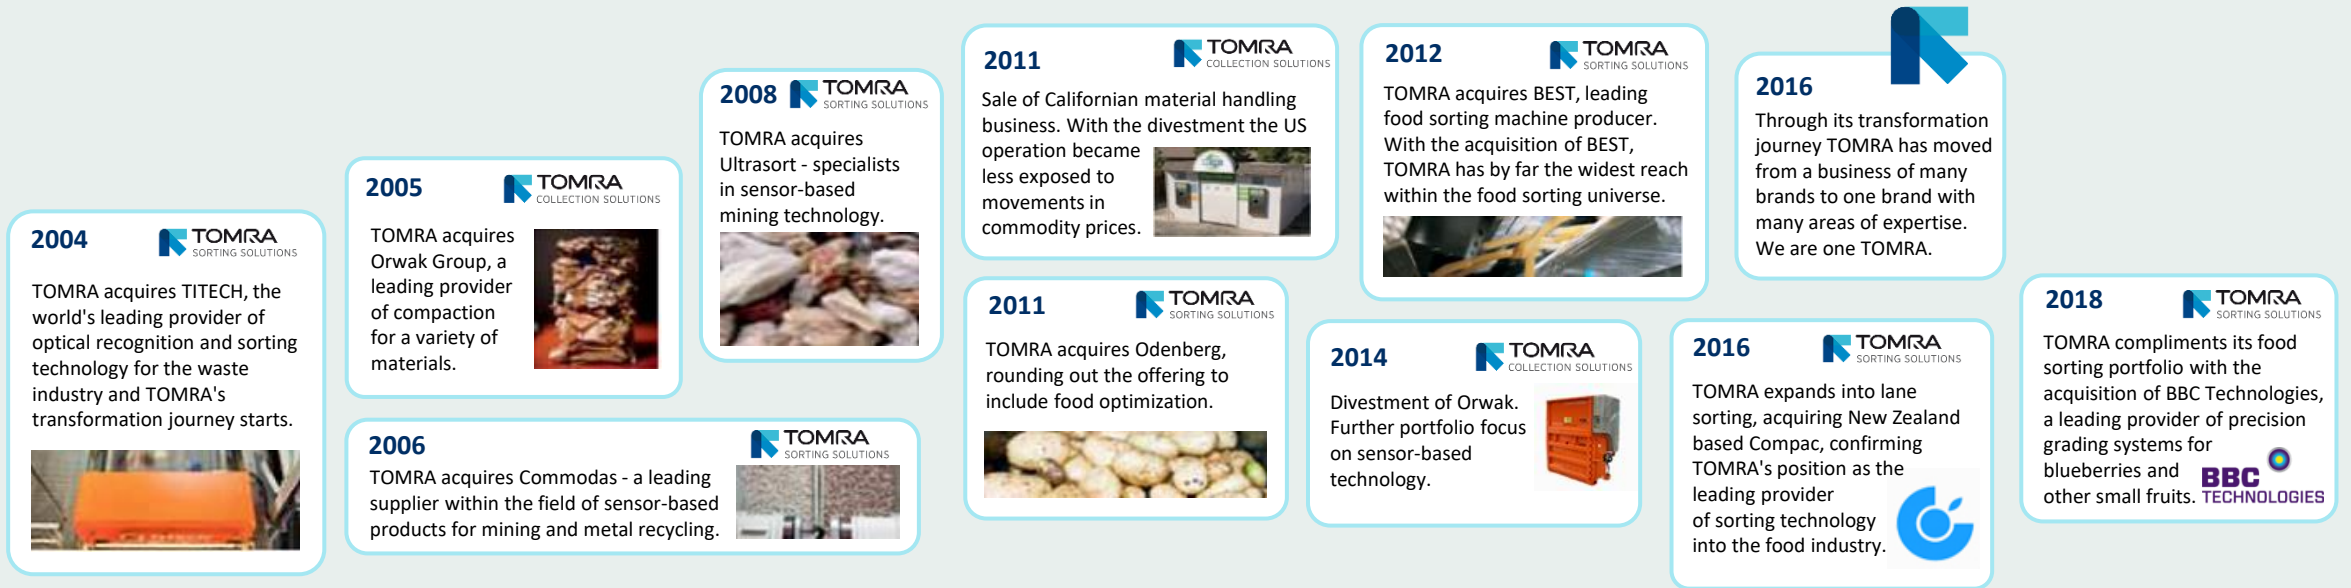 2004
TOMRA
SORTING SOLUTIONS
TOMRA acquires TITECH, the
world's leading provider of
optical recognition and sorting
technology for the waste
industry and TOMRA's
transformation journey starts.
2005
TOMRA
COLLECTION SOLUTIONS
TOMRA acquires
Orwak Group, a
leading provider
of compaction
for a variety of
materials.
2006
TOMRA
SORTING SOLUTIONS
TOMRA acquires Commodas - a leading
supplier within the field of sensor-based
products for mining and metal recycling.
2008
TOMRA
SORTING SOLUTIONS
TOMRA acquires
Ultrasort - specialists
in sensor-based
mining technology.
2011
TOMRA
COLLECTION SOLUTIONS
Sale of Californian material handling
business. With the divestment the US
operation became
less exposed to
movements in
commodity prices.
2011
TOMRA
SORTING SOLUTIONS
TOMRA acquires Odenberg,
rounding out the offering to
include food optimization.
2012
TOMRA
SORTING SOLUTIONS
TOMRA acquires BEST, leading
food sorting machine producer.
With the acquisition of BEST,
TOMRA has by far the widest reach
within the food sorting universe.
2014
TOMRA
COLLECTION SOLUTIONS
Divestment of Orwak.
Further portfolio focus
on sensor-based
technology.
2016
Through its transformation
journey TOMRA has moved
from a business of many
brands to one brand with
many areas of expertise.
We are one TOMRA.
2016
TOMRA
SORTING SOLUTIONS
TOMRA expands into lane
sorting, acquiring New Zealand
based Compac, confirming
TOMRA's position as the
leading provider
of sorting technology
into the food industry.
2018
TOMRA
SORTING SOLUTIONS
TOMRA compliments its food
sorting portfolio with the
acquisition of BBC Technologies,
a leading provider of precision
grading systems for
blueberries and
other small fruits.
BBC
TECHNOLOGIES